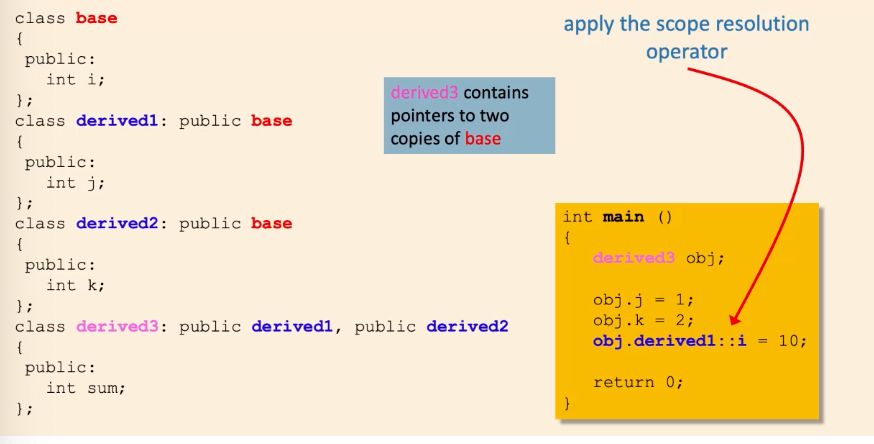 class base
{
public:
int i;
};
class derived1: public base
{
public:
int j;
};
class derived2: public base
{
public:
int k;
};
class derived3: public derived1, public derived2
{
public:
int sum;
};
derived3 contains
pointers to two
copies of base
apply the scope resolution
operator
int main ()
{
derived3 obj;
obj.j = 1;
obj.k = 2;
obj.derived1::i = 10;
return 0;
}